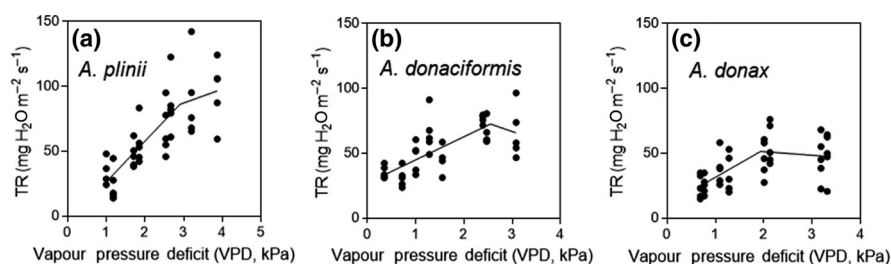 (a)
A. plinii
TR (mg H₂O m⁻² s⁻¹)
150
100
50
0
0 1 2 3 4 5
Vapour pressure deficit (VPD, kPa)
(b)
A. donaciformis
TR (mg H₂O m⁻² s⁻¹)
150
100
50
0
0 1 2 3 4
Vapour pressure deficit (VPD, kPa)
(c)
A. donax
TR (mg H₂O m⁻² s⁻¹)
150
100
50
0
0 1 2 3 4
Vapour pressure deficit (VPD, kPa)